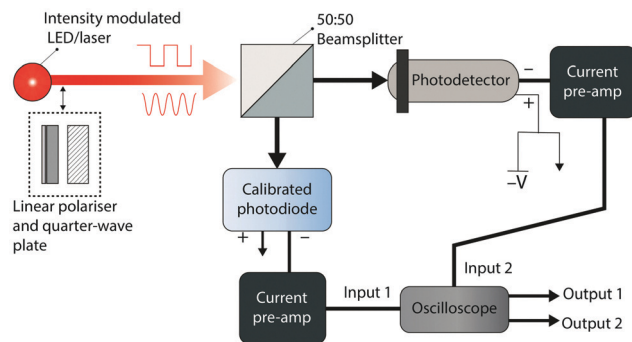 Intensity modulated
LED/laser
50:50
Beamsplitter
Photodetector
−
+
Current
pre-amp
−V
Linear polariser
and quarter-wave
plate
Calibrated
photodiode
+
−
Current
pre-amp
Input 1
Input 2
Oscilloscope
Output 1
Output 2